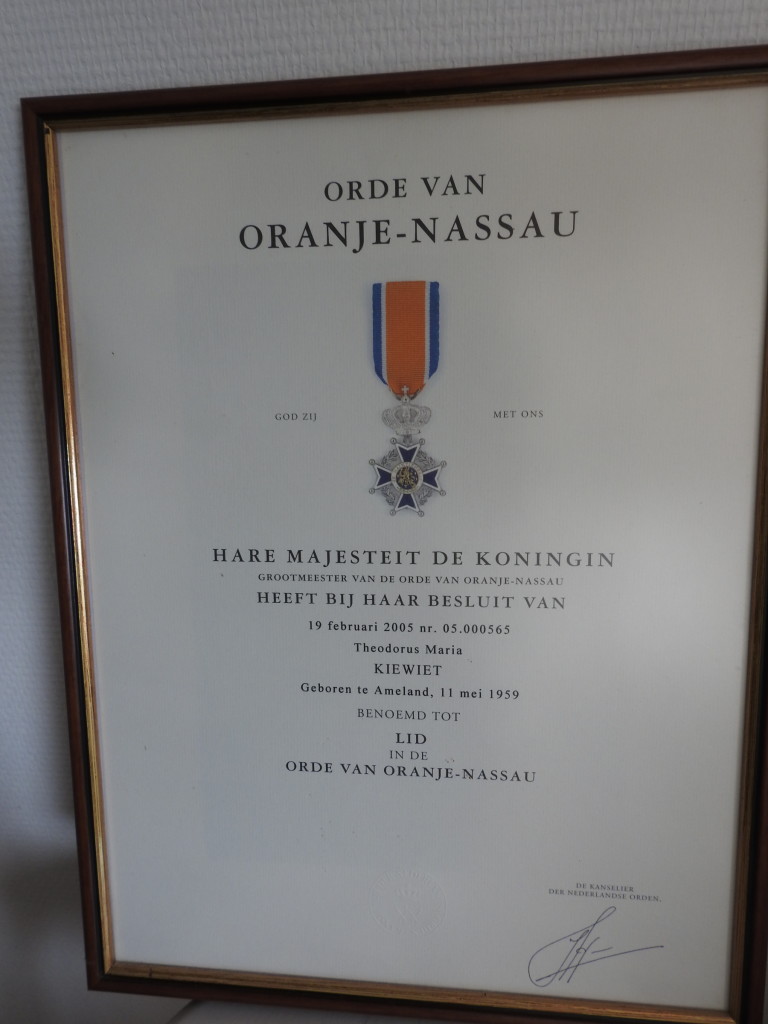 ORDE VAN
ORANJE-NASSAU
GOD ZIJ MET ONS
HARE MAJESTEIT DE KONINGIN
GROOTMEESTER VAN DE ORDE VAN ORANJE-NASSAU
HEEFT BIJ HAAR BESLUIT VAN
19 februari 2005 nr. 05.000565
Theodorus Maria
KIEWIET
Geboren te Ameland, 11 mei 1959
BENOEMD TOT
LID
IN DE
ORDE VAN ORANJE-NASSAU
DE KANSELIER
DER NEDERLANDSE ORDEN,